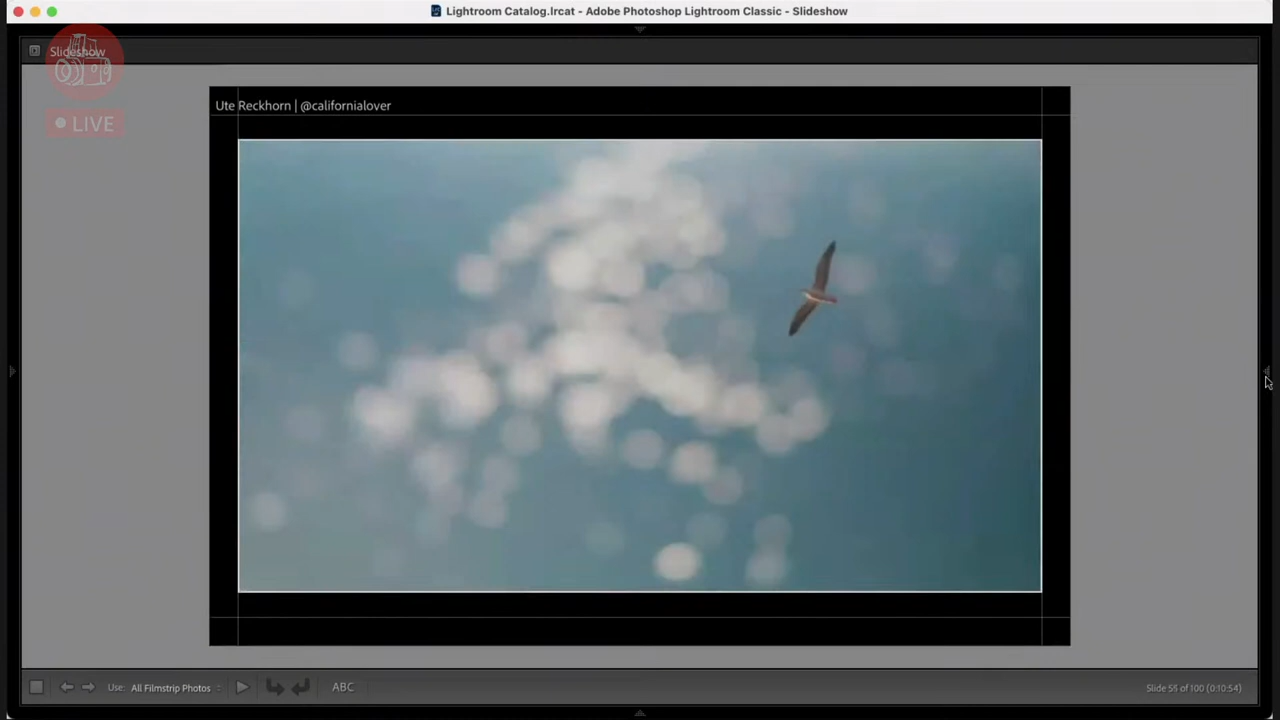 Lightroom Catalog.lrcat - Adobe Photoshop Lightroom Classic - Slideshow
Slideshow
LIVE
Ute Reckhorn | @californialover
Use: All Filmstrip Photos
ABC
Slide 55 of 100 (0:10:54)